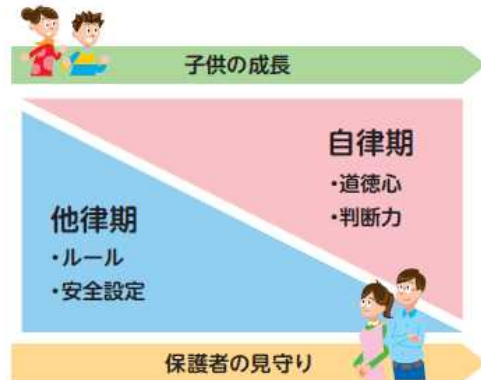 子供の成長
自律期
・道徳心
・判断力
他律期
・ルール
・安全設定
保護者の見守り